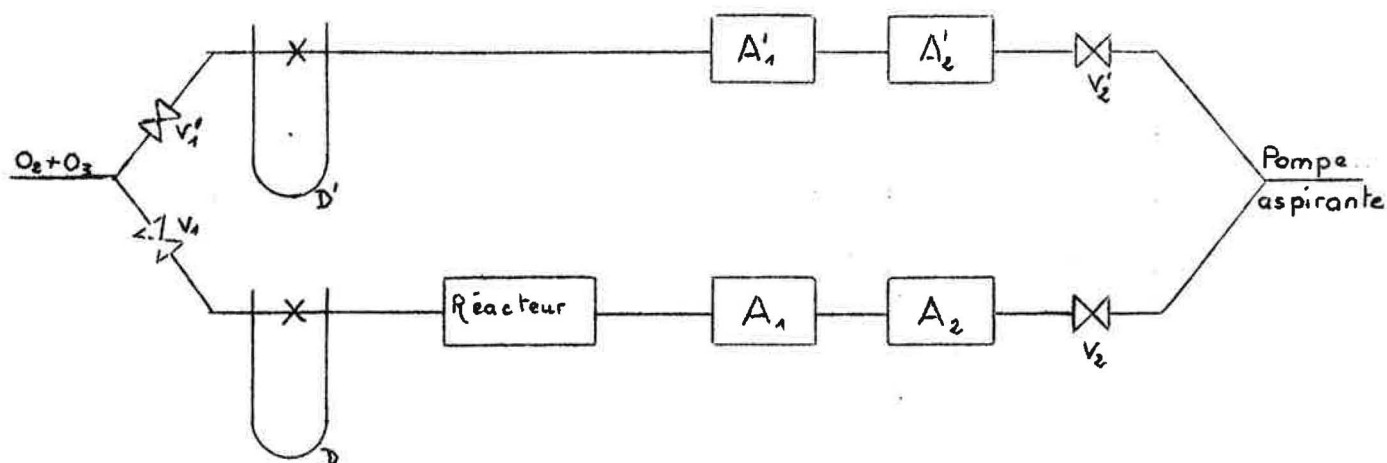 A'₁
A'₂
V'₂
V'₁
O₂+O₃
D'
Pompe
aspirante
V₁
Réacteur
A₁
A₂
V₂
D